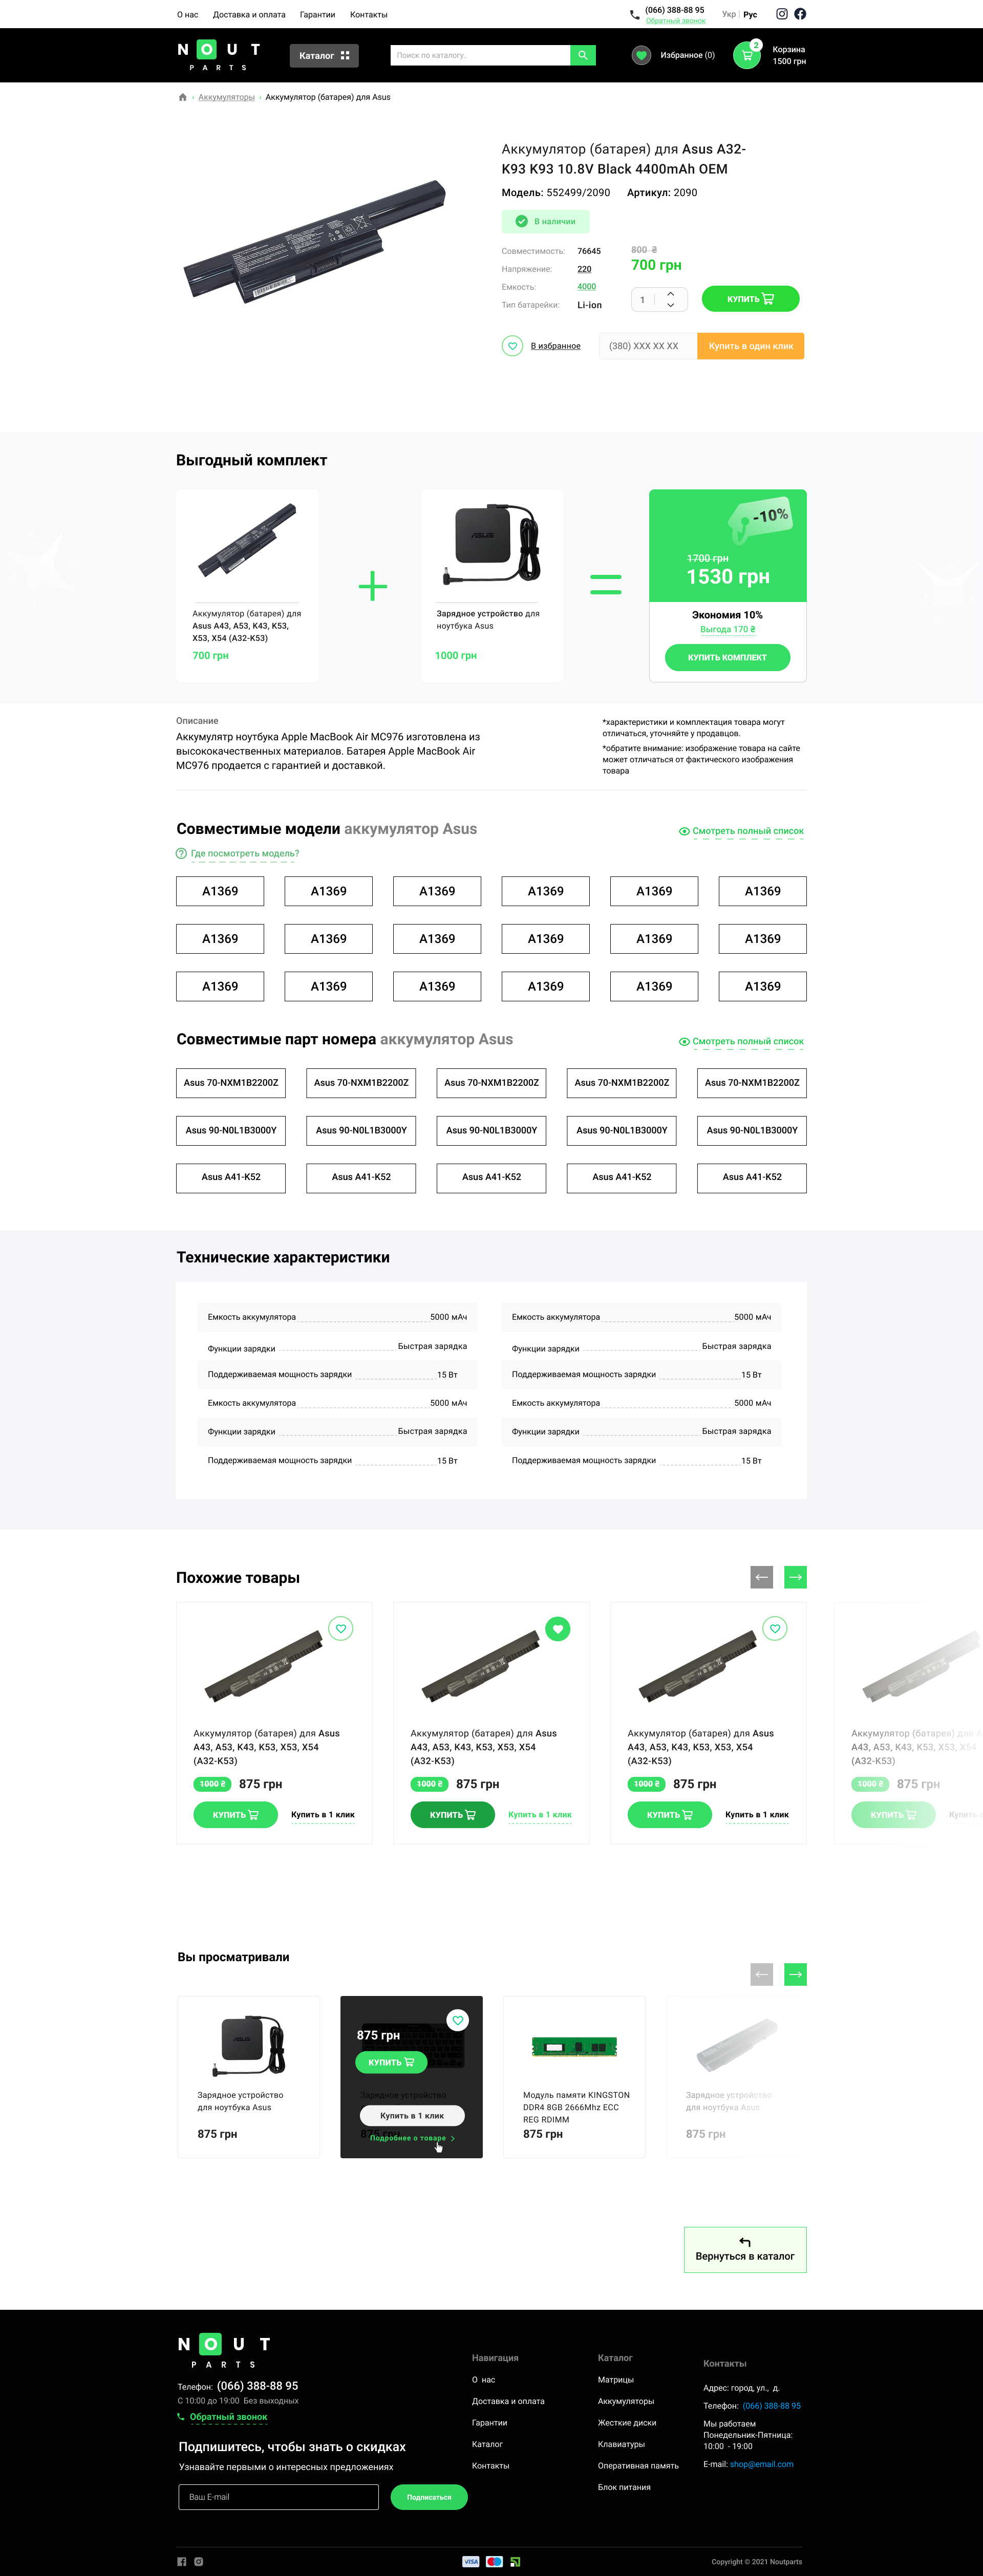 О нас Доставка и оплата Гарантии Контакты
(066) 388-88 95
Обратный звонок
Укр | Рус
N O U T
P A R T S
Каталог
Поиск по каталогу..
Избранное (0)
2
Корзина
1500 грн
Аккумуляторы › Аккумулятор (батарея) для Asus
Аккумулятор (батарея) для Asus A32-
K93 K93 10.8V Black 4400mAh OEM
Модель: 552499/2090 Артикул: 2090
В наличии
Совместимость: 76645
Напряжение: 220
Емкость: 4000
Тип батарейки: Li-ion
800 ₴
700 грн
1
КУПИТЬ
В избранное
(380) XXX XX XX
Купить в один клик
Выгодный комплект
Аккумулятор (батарея) для
Asus A43, A53, K43, K53,
X53, X54 (A32-K53)
700 грн
+
ASUS
Зарядное устройство для
ноутбука Asus
1000 грн
=
-10%
1700 грн
1530 грн
Экономия 10%
Выгода 170 ₴
КУПИТЬ КОМПЛЕКТ
Описание
Аккумулятр ноутбука Apple MacBook Air MC976 изготовлена из
высококачественных материалов. Батарея Apple MacBook Air
MC976 продается с гарантией и доставкой.
*характеристики и комплектация товара могут
отличаться, уточняйте у продавцов.
*обратите внимание: изображение товара на сайте
может отличаться от фактического изображения
товара
Совместимые модели аккумулятор Asus
Смотреть полный список
Где посмотреть модель?
A1369 A1369 A1369 A1369 A1369 A1369
A1369 A1369 A1369 A1369 A1369 A1369
A1369 A1369 A1369 A1369 A1369 A1369
Совместимые парт номера аккумулятор Asus
Смотреть полный список
Asus 70-NXM1B2200Z Asus 70-NXM1B2200Z Asus 70-NXM1B2200Z Asus 70-NXM1B2200Z Asus 70-NXM1B2200Z
Asus 90-N0L1B3000Y Asus 90-N0L1B3000Y Asus 90-N0L1B3000Y Asus 90-N0L1B3000Y Asus 90-N0L1B3000Y
Asus A41-K52 Asus A41-K52 Asus A41-K52 Asus A41-K52 Asus A41-K52
Технические характеристики
Емкость аккумулятора 5000 мАч
Функции зарядки Быстрая зарядка
Поддерживаемая мощность зарядки 15 Вт
Емкость аккумулятора 5000 мАч
Функции зарядки Быстрая зарядка
Поддерживаемая мощность зарядки 15 Вт
Емкость аккумулятора 5000 мАч
Функции зарядки Быстрая зарядка
Поддерживаемая мощность зарядки 15 Вт
Емкость аккумулятора 5000 мАч
Функции зарядки Быстрая зарядка
Поддерживаемая мощность зарядки 15 Вт
Похожие товары
Аккумулятор (батарея) для Asus
A43, A53, K43, K53, X53, X54
(A32-K53)
1000 ₴ 875 грн
КУПИТЬ Купить в 1 клик
Аккумулятор (батарея) для Asus
A43, A53, K43, K53, X53, X54
(A32-K53)
1000 ₴ 875 грн
КУПИТЬ Купить в 1 клик
Аккумулятор (батарея) для Asus
A43, A53, K43, K53, X53, X54
(A32-K53)
1000 ₴ 875 грн
КУПИТЬ Купить в 1 клик
Аккумулятор (батарея) для
A43, A53, K43, K53, X53, X54
(A32-K53)
1000 ₴ 875 грн
КУПИТЬ Купить
Вы просматривали
ASUS
Зарядное устройство
для ноутбука Asus
875 грн
875 грн
КУПИТЬ
Зарядное устройство
Купить в 1 клик
Подробнее о товаре
Модуль памяти KINGSTON
DDR4 8GB 2666Mhz ECC
REG RDIMM
875 грн
Зарядное устройство
для ноутбука Asus
875 грн
Вернуться в каталог
N O U T
P A R T S
Телефон: (066) 388-88 95
С 10:00 до 19:00 Без выходных
Обратный звонок
Подпишитесь, чтобы знать о скидках
Узнавайте первыми о интересных предложениях
Ваш E-mail
Подписаться
Навигация
О нас
Доставка и оплата
Гарантии
Каталог
Контакты
Каталог
Матрицы
Аккумуляторы
Жесткие диски
Клавиатуры
Оперативная память
Блок питания
Контакты
Адрес: город, ул., д.
Телефон: (066) 388-88 95
Мы работаем
Понедельник-Пятница:
10:00 - 19:00
E-mail: shop@email.com
VISA
Copyright © 2021 Noutparts